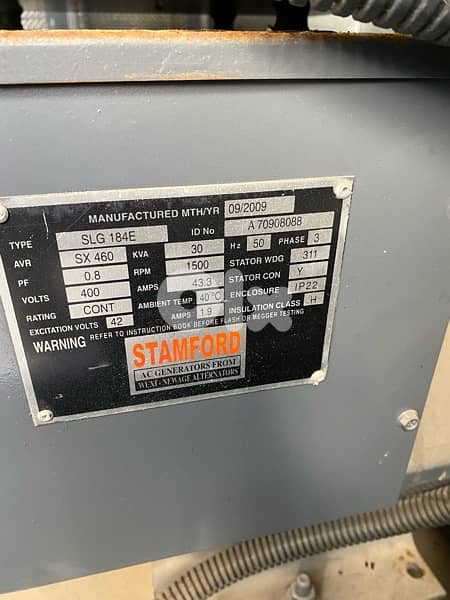 MANUFACTURED MTH/YR 09/2009
TYPE SLG 184E ID No A 70908088
AVR SX 460 KVA 30 Hz 50 PHASE 3
PF 0.8 RPM 1500 STATOR WDG 311
VOLTS 400 AMPS 43.3 STATOR CON Y
RATING CONT AMBIENT TEMP 40°C ENCLOSURE IP22
EXCITATION VOLTS 42 AMPS 1.9 INSULATION CLASS H
WARNING REFER TO INSTRUCTION BOOK BEFORE FLASH OR MEGGER TESTING
STAMFORD
AC GENERATORS FROM
WEXI - NEWAGE ALTERNATORS
olx